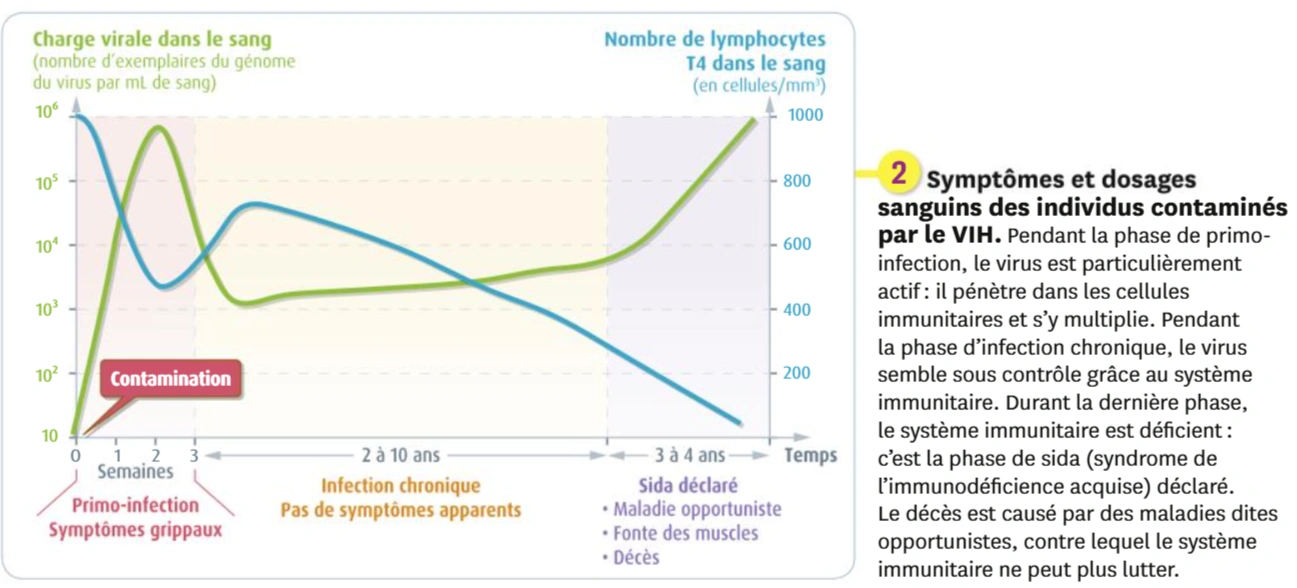 Charge virale dans le sang
(nombre d'exemplaires du génome
du virus par mL de sang)
Nombre de lymphocytes
T4 dans le sang
(en cellules/mm³)
10⁶
10⁵
10⁴
10³
10²
10
1000
800
600
400
200
Contamination
0 1 2 3
Semaines
2 à 10 ans
3 à 4 ans
Temps
Primo-infection
Symptômes grippaux
Infection chronique
Pas de symptômes apparents
Sida déclaré
• Maladie opportuniste
• Fonte des muscles
• Décès
2 Symptômes et dosages
sanguins des individus contaminés
par le VIH. Pendant la phase de primo-
infection, le virus est particulièrement
actif : il pénètre dans les cellules
immunitaires et s'y multiplie. Pendant
la phase d'infection chronique, le virus
semble sous contrôle grâce au système
immunitaire. Durant la dernière phase,
le système immunitaire est déficient :
c'est la phase de sida (syndrome de
l'immunodéficience acquise) déclaré.
Le décès est causé par des maladies dites
opportunistes, contre lequel le système
immunitaire ne peut plus lutter.